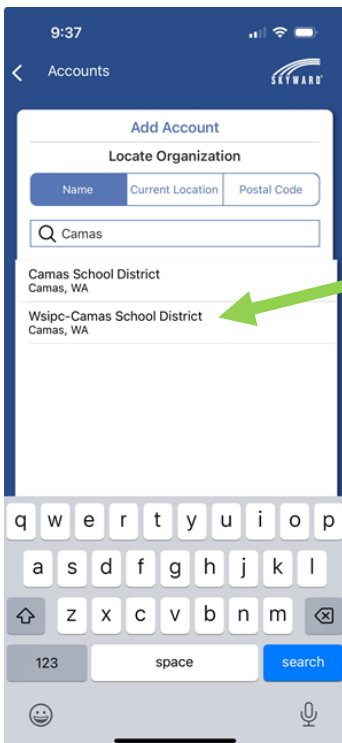 9:37
Accounts
SKYWARD
Add Account
Locate Organization
Name Current Location Postal Code
Camas
Camas School District
Camas, WA
Wsipc-Camas School District
Camas, WA
q w e r t y u i o p
a s d f g h j k l
z x c v b n m
123 space search